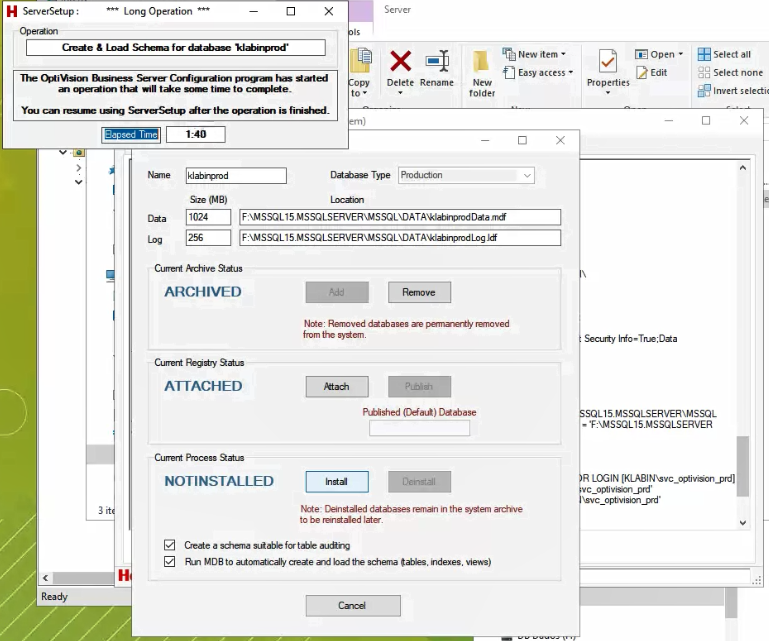 ServerSetup : *** Long Operation ***
Server
Operation
Create & Load Schema for database 'klabinprod'
The OptiVision Business Server Configuration program has started
an operation that will take some time to complete.
You can resume using ServerSetup after the operation is finished.
Elapsed Time 1:40
Copy
to
Delete
Rename
New
folder
New item
Easy access
Properties
Open
Edit
Select all
Select none
Invert selectio
Name klabinprod
Database Type Production
Size (MB) Location
Data 1024 F:\MSSQL15.MSSQLSERVER\MSSQL\DATA\klabinprodData.mdf
Log 256 F:\MSSQL15.MSSQLSERVER\MSSQL\DATA\klabinprodLog.ldf
Current Archive Status
ARCHIVED Add Remove
Note: Removed databases are permanently removed
from the system.
Current Registry Status
ATTACHED Attach Publish
Published (Default) Database
Current Process Status
NOTINSTALLED Install Deinstall
Note: Deinstalled databases remain in the system archive
to be reinstalled later.
Create a schema suitable for table auditing
Run MDB to automatically create and load the schema (tables, indexes, views)
Cancel
t Security Info=True;Data
SSQL15.MSSQLSERVER\MSSQL
= 'F:\MSSQL15.MSSQLSERVER
OR LOGIN [KLABIN\svc_optivision_prd]
svc_optivision_prd'
N\svc_optivision_prd'
3 ite
Ready